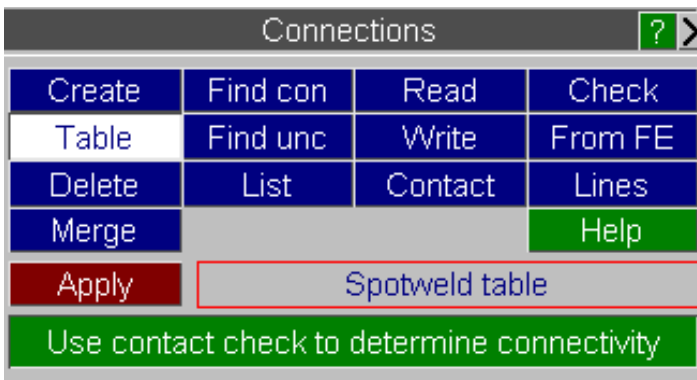 Connections ? X
Create Find con Read Check
Table Find unc Write From FE
Delete List Contact Lines
Merge Help
Apply Spotweld table
Use contact check to determine connectivity